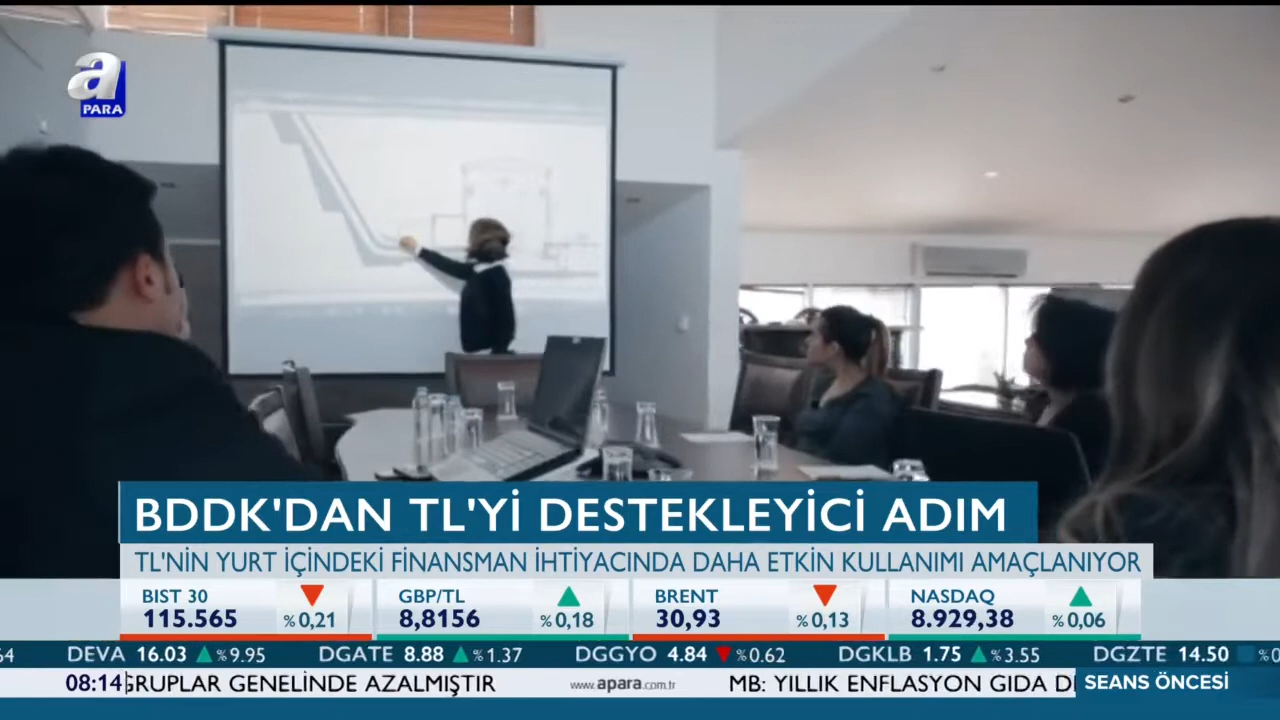 a
PARA
BDDK'DAN TL'Yİ DESTEKLEYİCİ ADIM
TL'NİN YURT İÇİNDEKİ FİNANSMAN İHTİYACINDA DAHA ETKİN KULLANIMI AMAÇLANIYOR
BIST 30 115.565 %0,21
GBP/TL 8,8156 %0,18
BRENT 30,93 %0,13
NASDAQ 8.929,38 %0,06
64 DEVA 16.03 %9.95 DGATE 8.88 %1.37 DGGYO 4.84 %0.62 DGKLB 1.75 %3.55 DGZTE 14.50 %0
08:14 GRUPLAR GENELİNDE AZALMIŞTIR www.apara.com.tr MB: YILLIK ENFLASYON GIDA SEANS ÖNCESİ